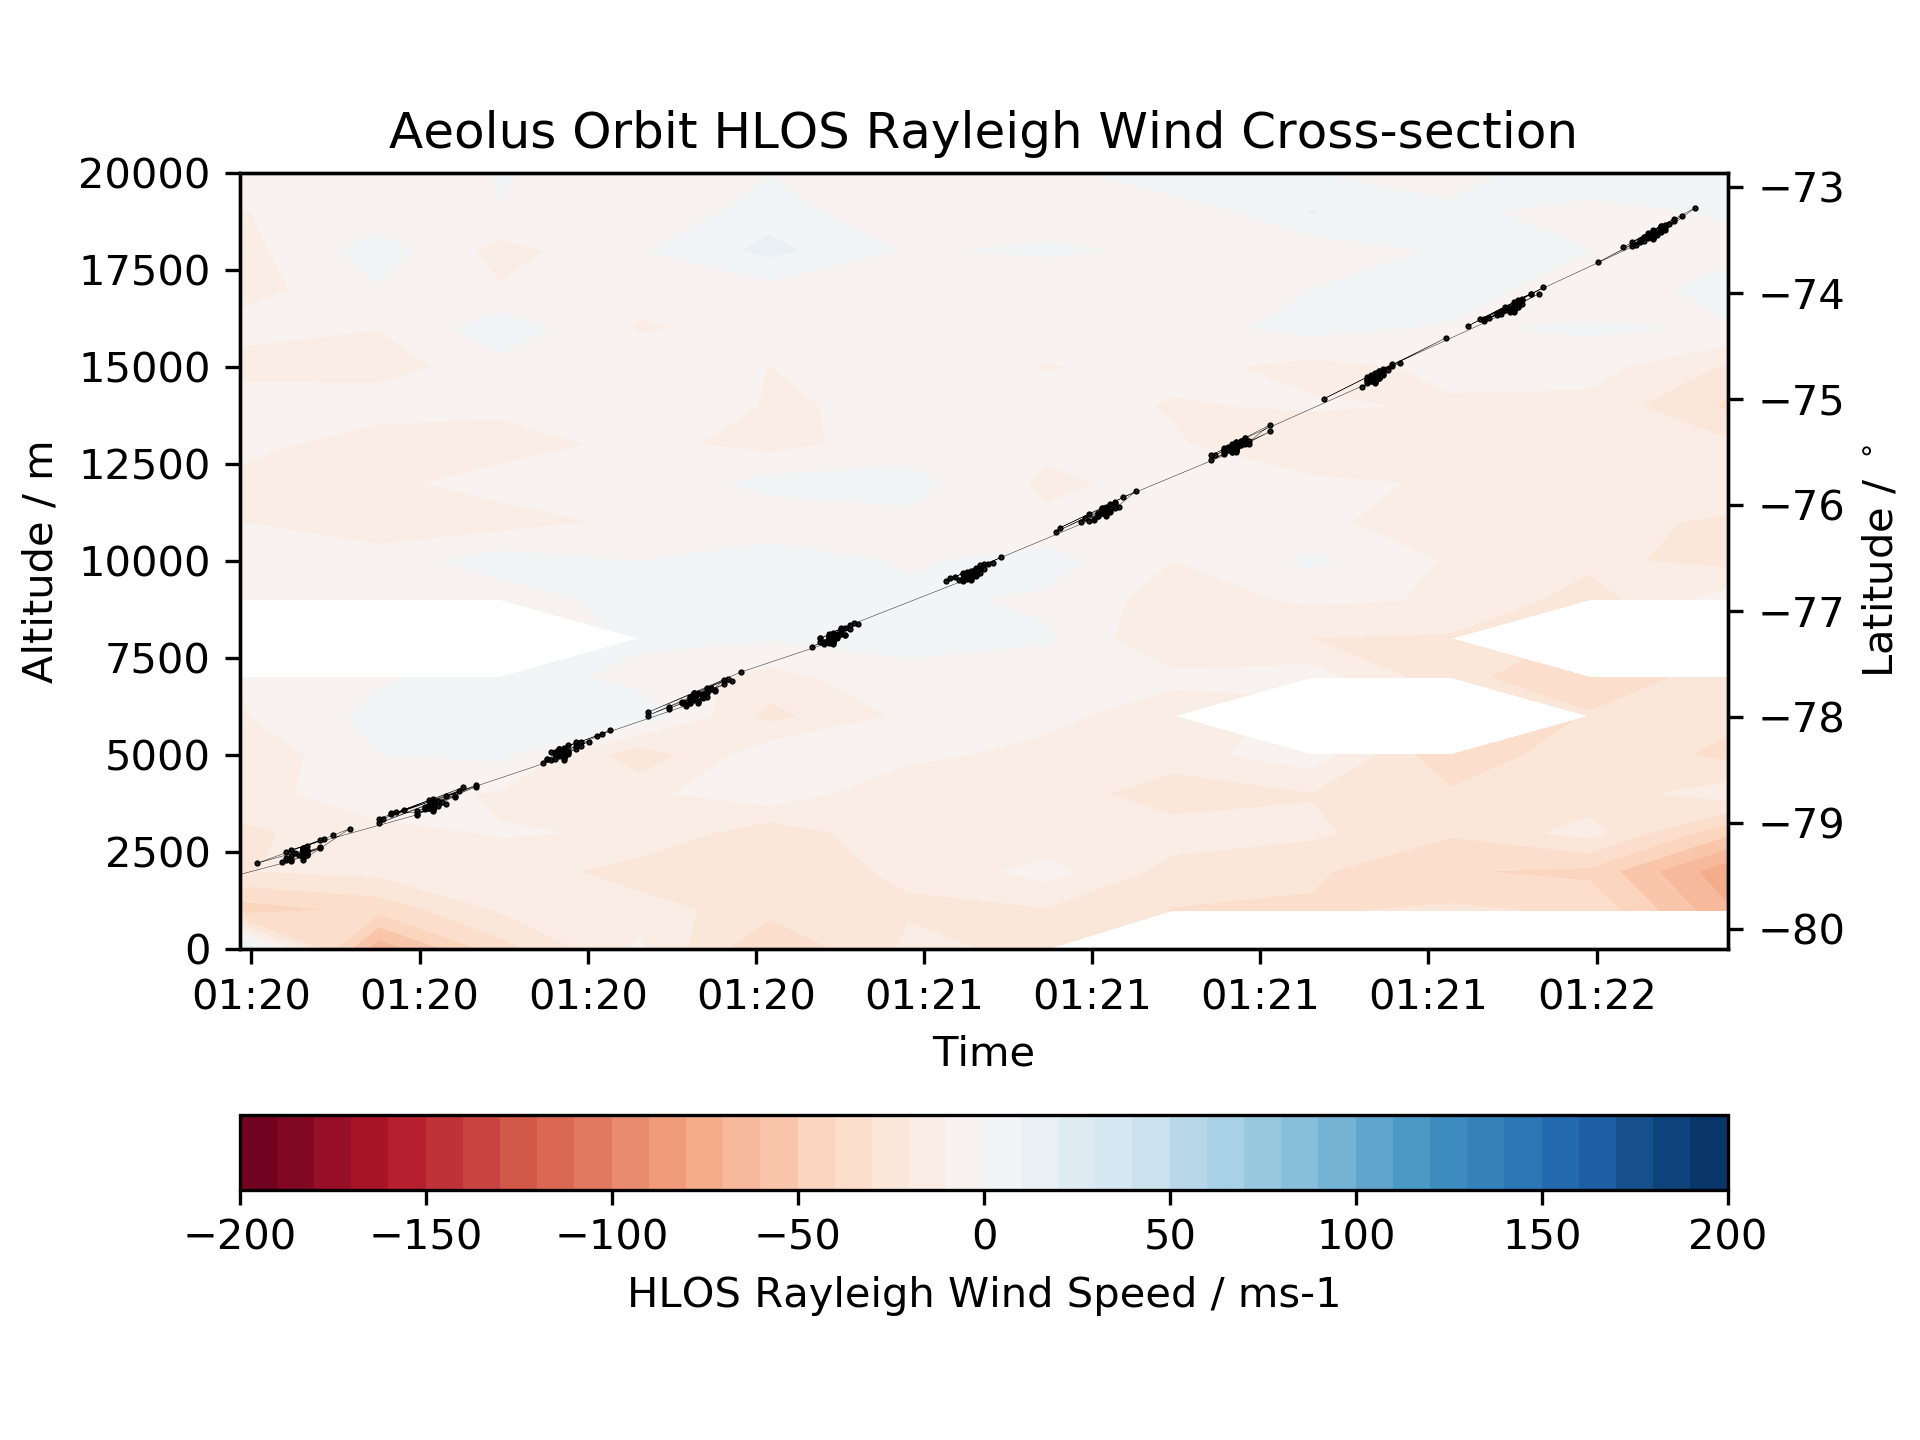 Aeolus Orbit HLOS Rayleigh Wind Cross-section
20000
17500
15000
12500
10000
7500
5000
2500
0
Altitude / m
−73
−74
−75
−76
−77
−78
−79
−80
Latitude / °
01:20 01:20 01:20 01:20 01:21 01:21 01:21 01:21 01:22
Time
−200 −150 −100 −50 0 50 100 150 200
HLOS Rayleigh Wind Speed / ms-1